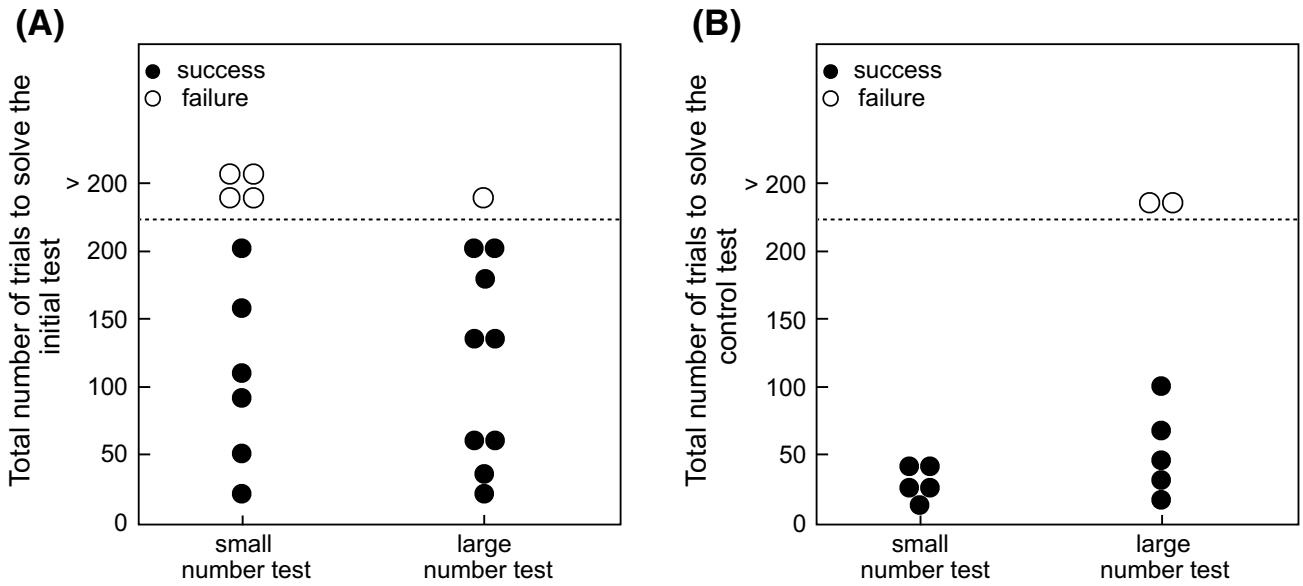 (A)
Total number of trials to solve the
initial test
success
failure
> 200
200
150
100
50
0
small
number test
large
number test
(B)
Total number of trials to solve the
control test
success
failure
> 200
200
150
100
50
0
small
number test
large
number test